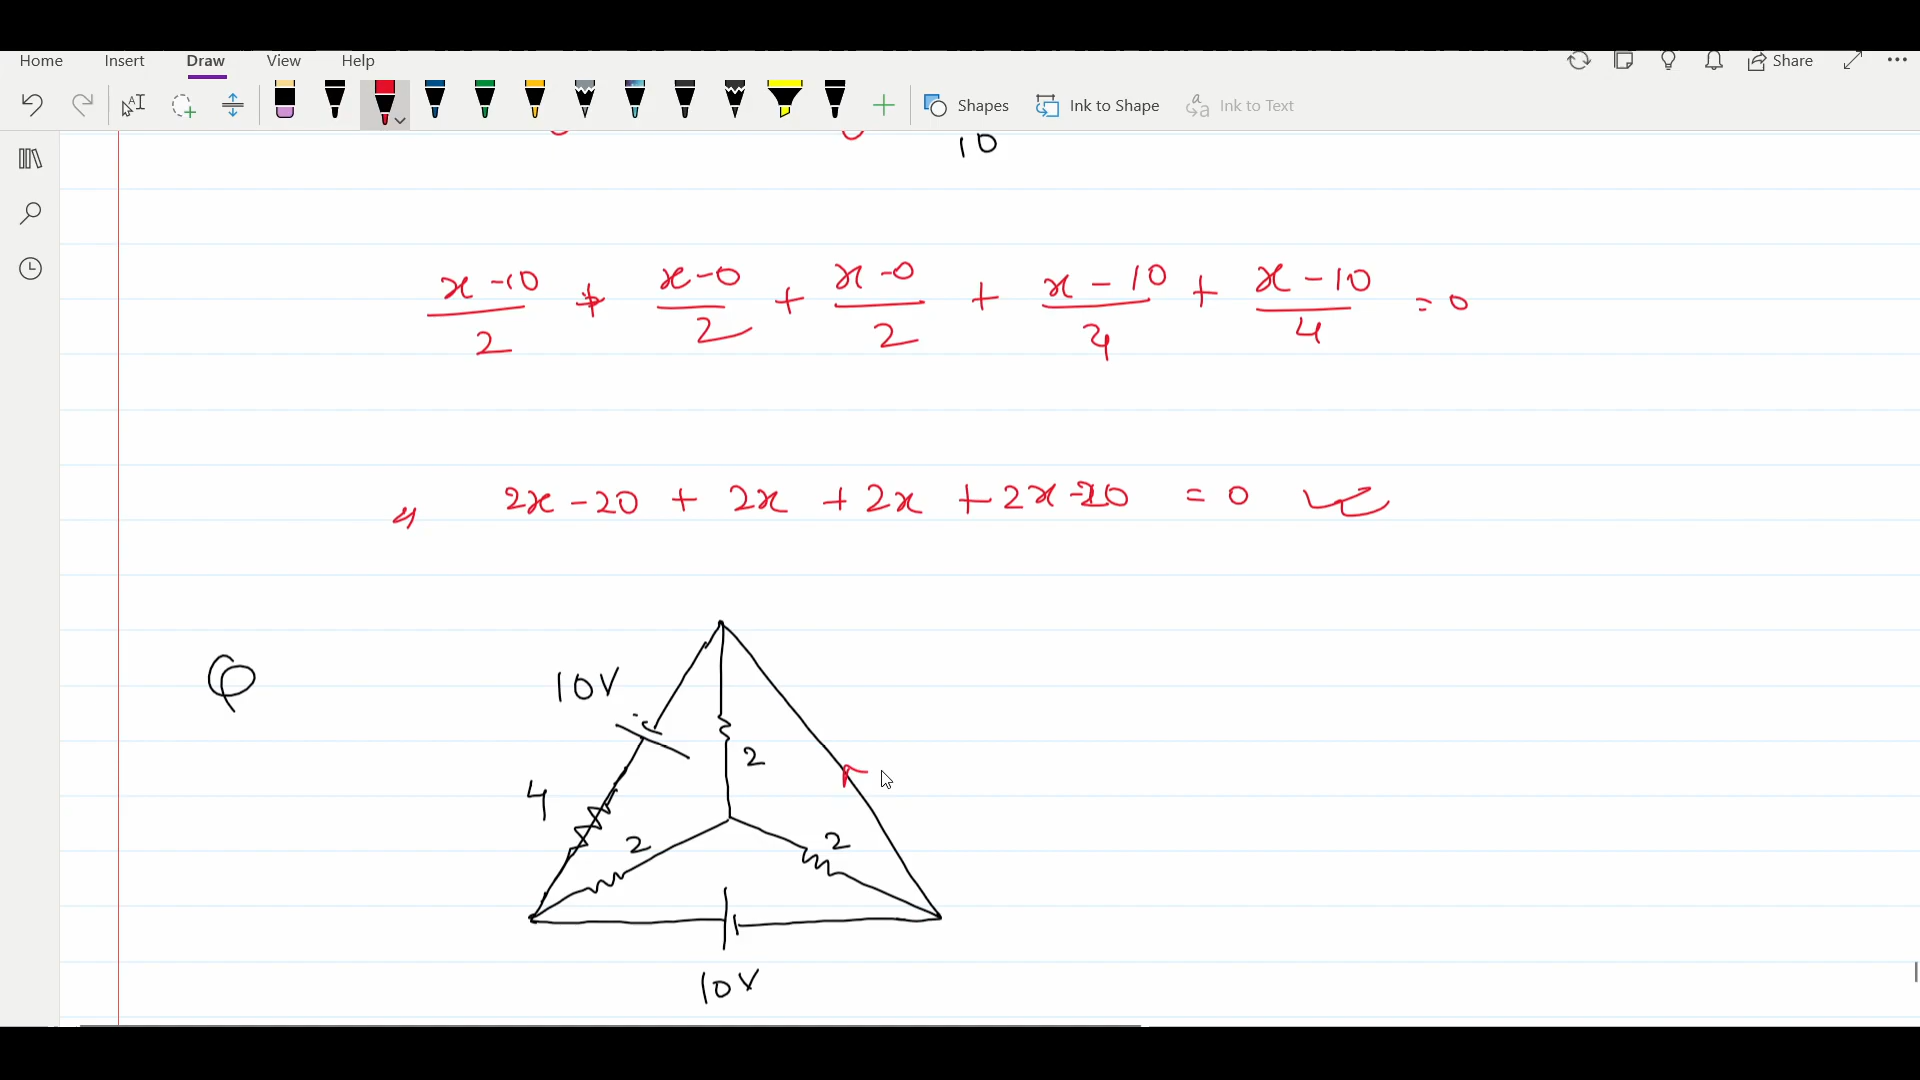 Home Insert Draw View Help Share
Shapes Ink to Shape Ink to Text
10
x-10/2 + x-0/2 + x-0/2 + x-10/4 + x-10/4 = 0
2x-20 + 2x + 2x + 2x-20 = 0
Q
10V
2
4
2 2
10V